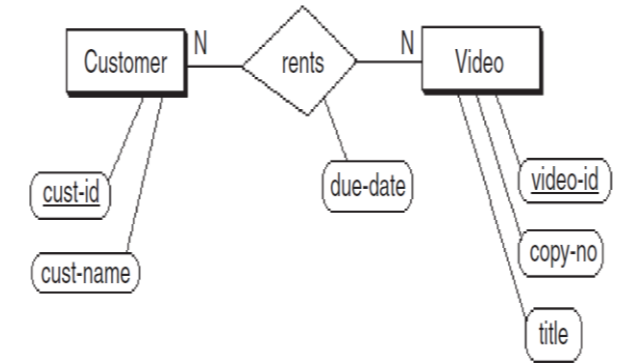 Customer
N
rents
N
Video
cust-id
due-date
video-id
cust-name
copy-no
title